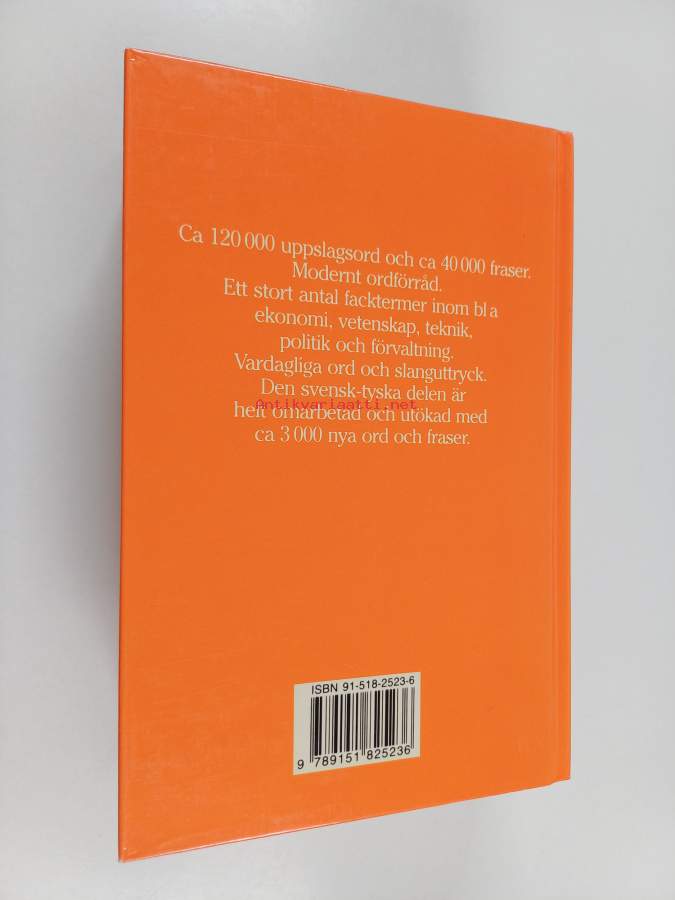 Ca 120 000 uppslagsord och ca 40 000 fraser.
Modernt ordförråd.
Ett stort antal facktermer inom bl a
ekonomi, vetenskap, teknik,
politik och förvaltning.
Vardagliga ord och slanguttryck.
Den svensk-tyska delen är
Antikvariaatti.net
helt omarbetad och utökad med
ca 3 000 nya ord och fraser.
ISBN 91-518-2523-6
9 789151 825236